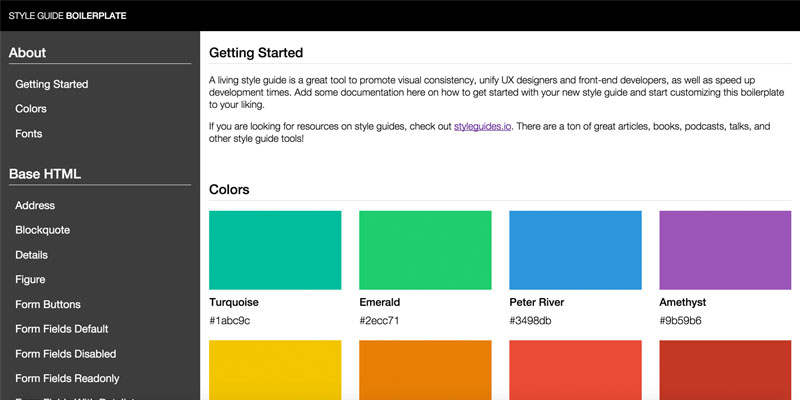 STYLE GUIDE BOILERPLATE
About
Getting Started
Colors
Fonts
Base HTML
Address
Blockquote
Details
Figure
Form Buttons
Form Fields Default
Form Fields Disabled
Form Fields Readonly
Getting Started
A living style guide is a great tool to promote visual consistency, unify UX designers and front-end developers, as well as speed up
development times. Add some documentation here on how to get started with your new style guide and start customizing this boilerplate
to your liking.
If you are looking for resources on style guides, check out styleguides.io. There are a ton of great articles, books, podcasts, talks, and
other style guide tools!
Colors
Turquoise
#1abc9c
Emerald
#2ecc71
Peter River
#3498db
Amethyst
#9b59b6